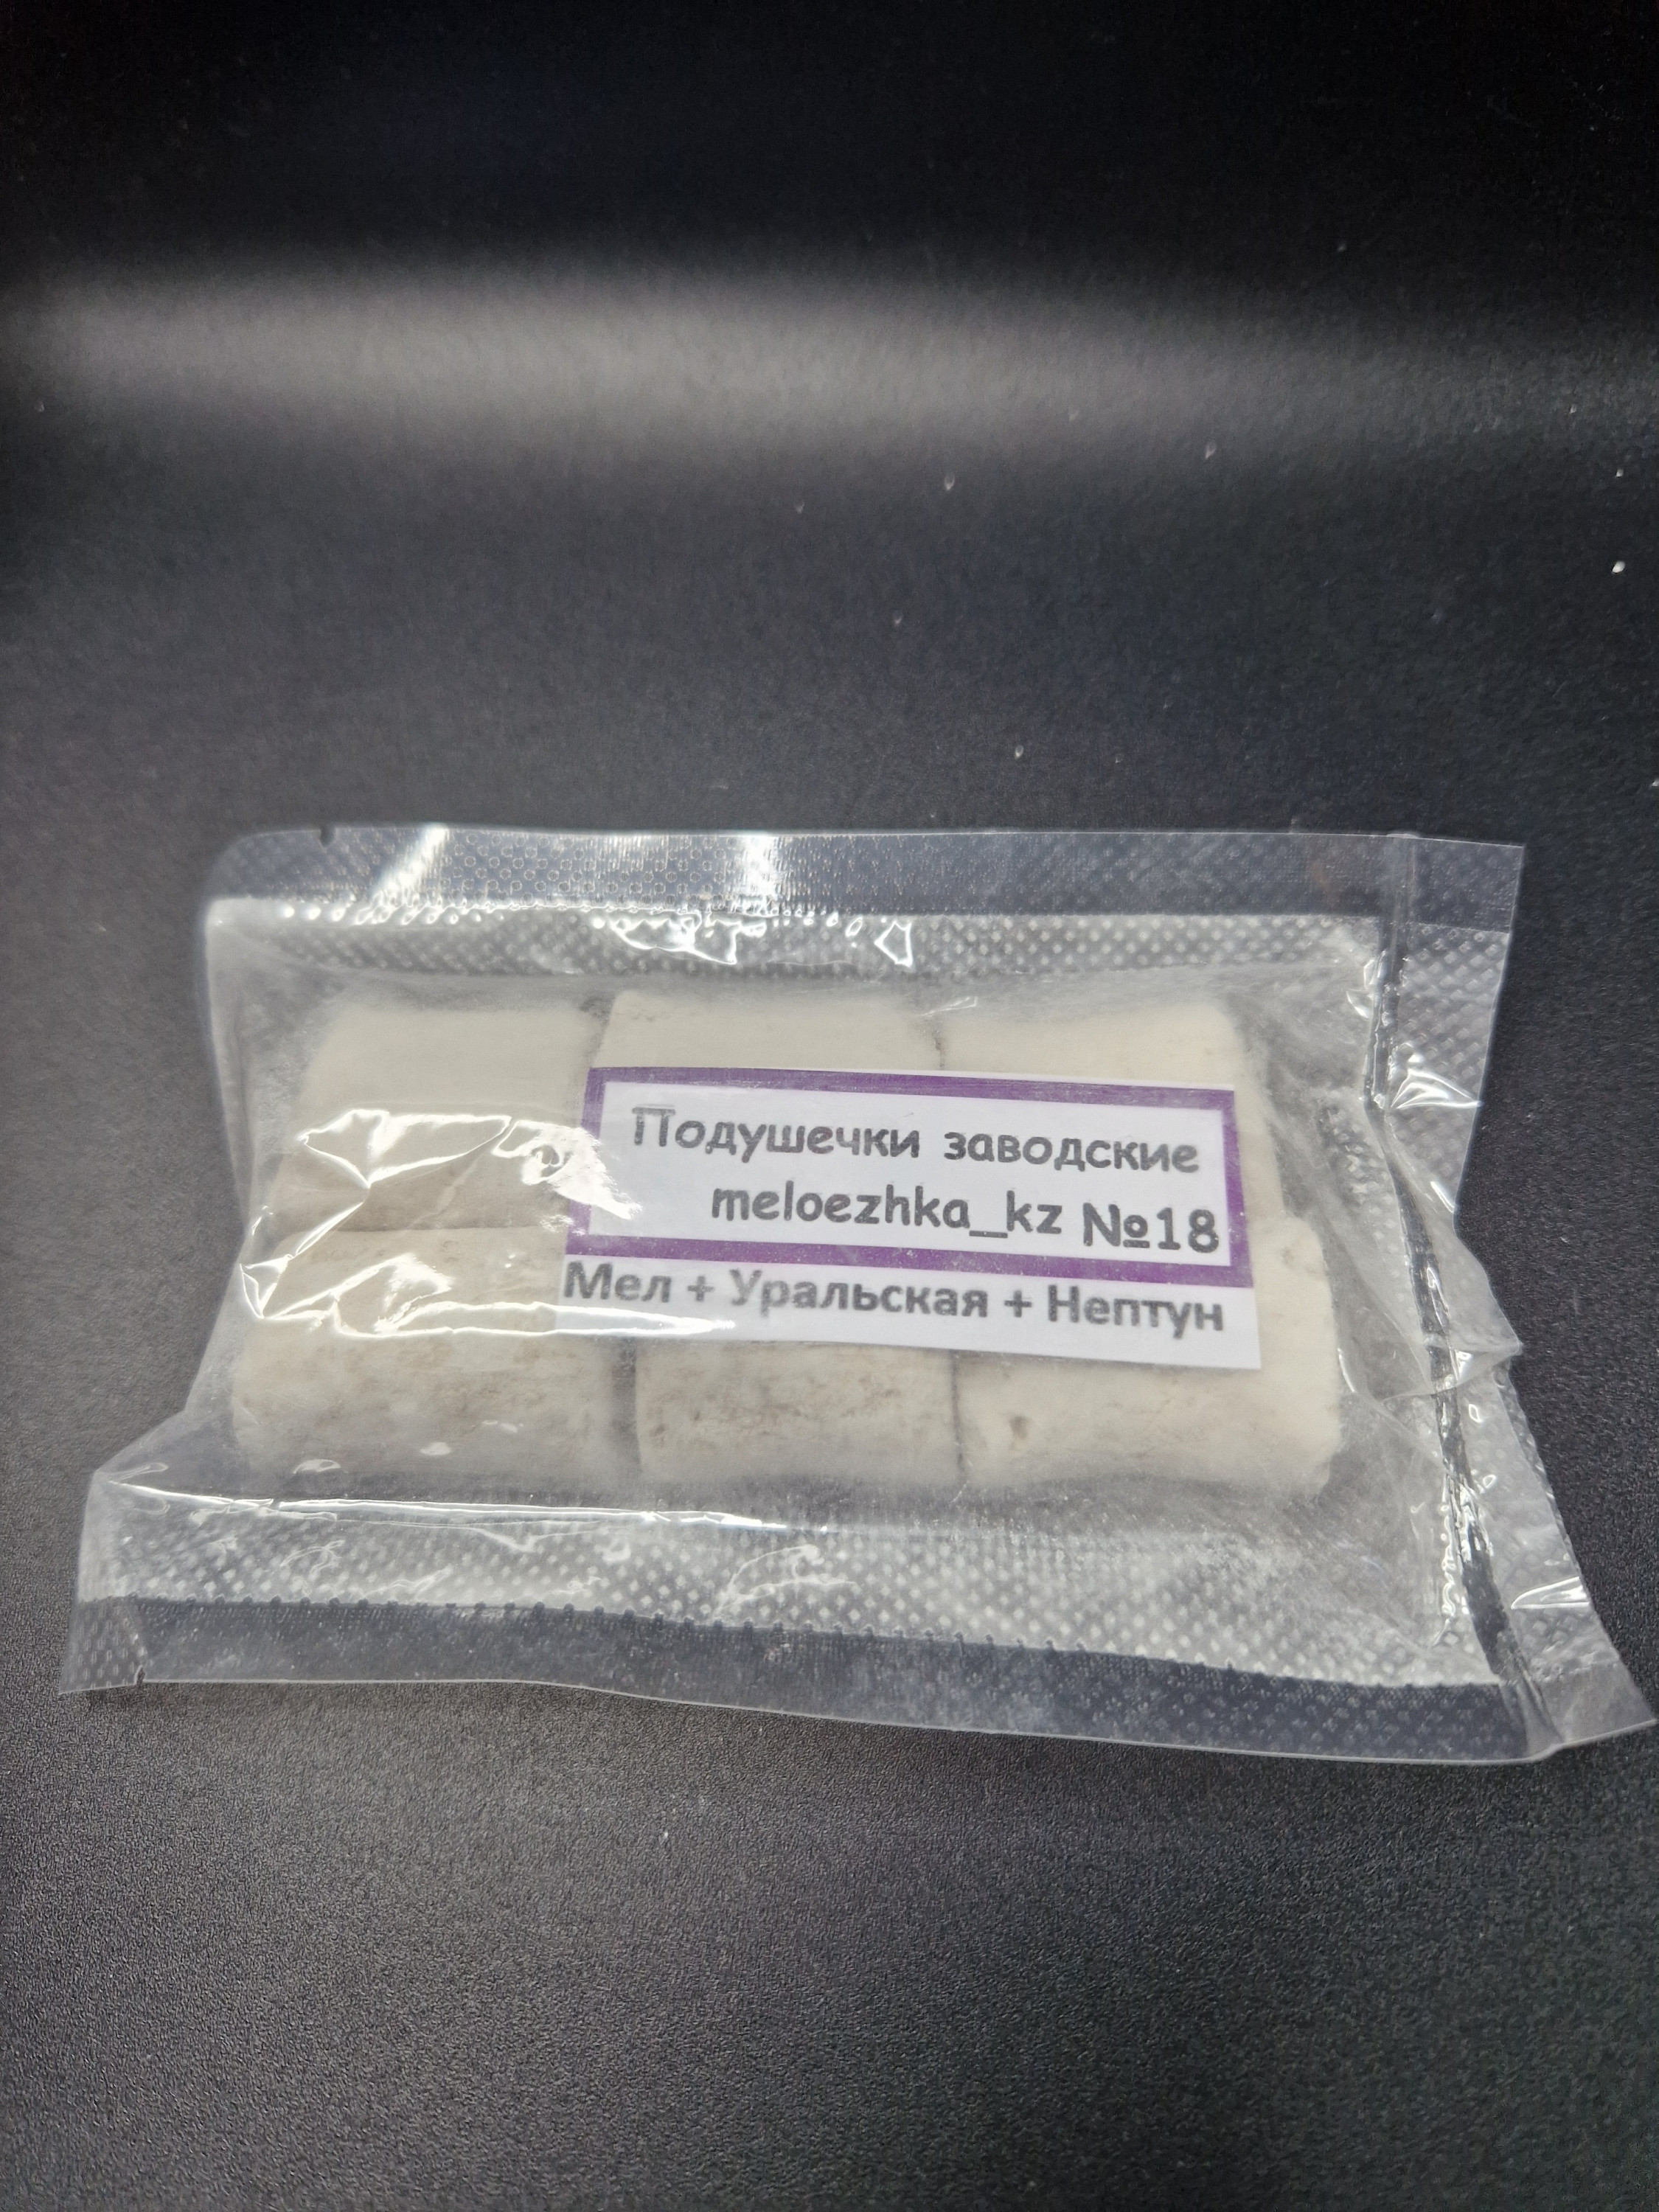 Подушечки заводские
meloezhka_kz №18
Мел + Уральская + Нептун